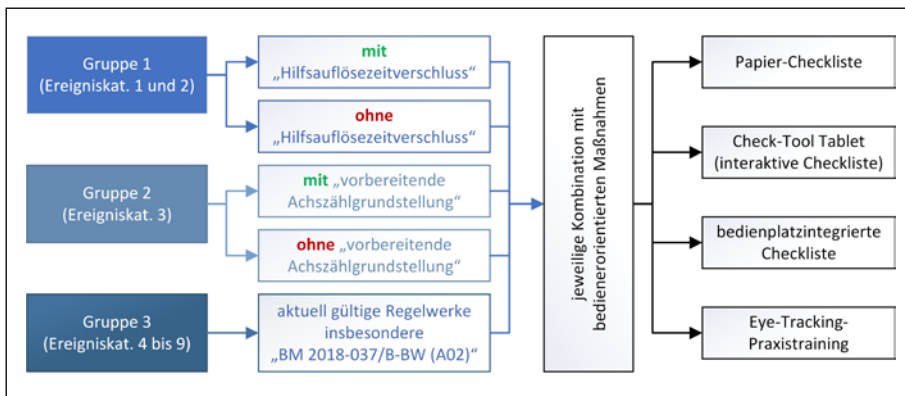 Gruppe 1
(Ereigniskat. 1 und 2)
mit
„Hilfsauflösezeitverschluss“
ohne
„Hilfsauflösezeitverschluss“
Gruppe 2
(Ereigniskat. 3)
mit „vorbereitende
Achszählgrundstellung“
ohne „vorbereitende
Achszählgrundstellung“
Gruppe 3
(Ereigniskat. 4 bis 9)
aktuell gültige Regelwerke
insbesondere
„BM 2018-037/B-BW (A02)“
jeweilige Kombination mit
bedienerorientierten Maßnahmen
Papier-Checkliste
Check-Tool Tablet
(interaktive Checkliste)
bedienplatzintegrierte
Checkliste
Eye-Tracking-
Praxistraining